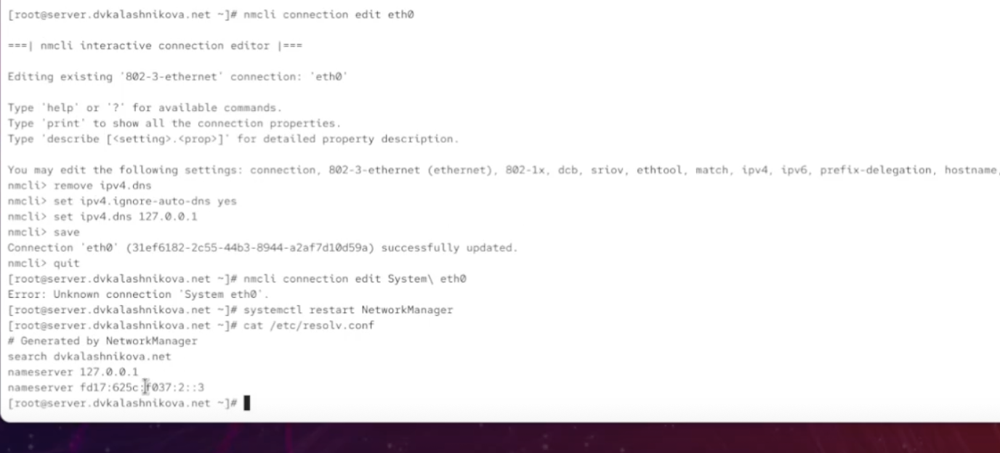 [root@server.dvkalashnikova.net ~]# nmcli connection edit eth0
===| nmcli interactive connection editor |===
Editing existing '802-3-ethernet' connection: 'eth0'
Type 'help' or '?' for available commands.
Type 'print' to show all the connection properties.
Type 'describe [<setting>.<prop>]' for detailed property description.
You may edit the following settings: connection, 802-3-ethernet (ethernet), 802-1x, dcb, sriov, ethtool, match, ipv4, ipv6, prefix-delegation, hostname,
nmcli> remove ipv4.dns
nmcli> set ipv4.ignore-auto-dns yes
nmcli> set ipv4.dns 127.0.0.1
nmcli> save
Connection 'eth0' (31ef6182-2c55-44b3-8944-a2af7d10d59a) successfully updated.
nmcli> quit
[root@server.dvkalashnikova.net ~]# nmcli connection edit System\ eth0
Error: Unknown connection 'System eth0'.
[root@server.dvkalashnikova.net ~]# systemctl restart NetworkManager
[root@server.dvkalashnikova.net ~]# cat /etc/resolv.conf
# Generated by NetworkManager
search dvkalashnikova.net
nameserver 127.0.0.1
nameserver fd17:625c:f037:2::3
[root@server.dvkalashnikova.net ~]#